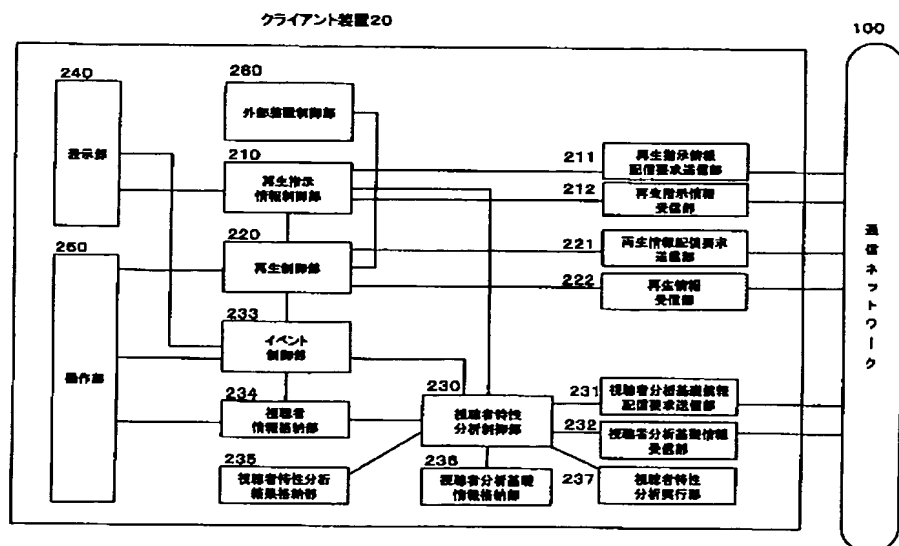 クライアント装置20
100
240
表示部
260
外部装置制御部
210
再生指示
情報制御部
211
再生指示情報
配信要求送信部
212
再生指示情報
受信部
250
操作部
220
再生制御部
221
再生情報配信要求
送信部
222
再生情報
受信部
通信ネットワーク
233
イベント
制御部
234
視聴者
情報格納部
230
視聴者特性
分析制御部
231
視聴者分析基礎情報
配信要求送信部
232
視聴者分析基礎情報
受信部
235
視聴者特性分析
結果格納部
236
視聴者分析基礎
情報格納部
237
視聴者特性
分析実行部